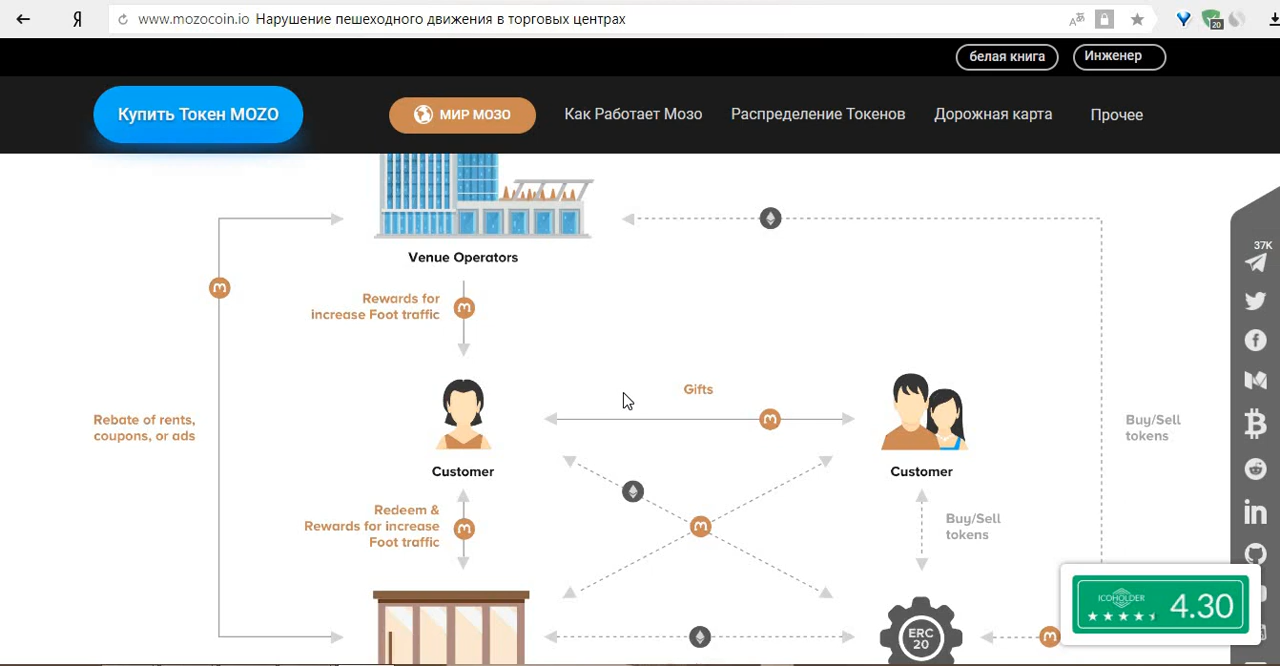 Я
www.mozocoin.io Нарушение пешеходного движения в торговых центрах
20
белая книга
Инженер
Купить Токен MOZO
МИР МОЗО
Как Работает Мозо
Распределение Токенов
Дорожная карта
Прочее
37K
Venue Operators
Rewards for
increase Foot traffic
Gifts
Rebate of rents,
coupons, or ads
Buy/Sell
tokens
Customer
Customer
Redeem &
Rewards for increase
Foot traffic
Buy/Sell
tokens
ICOHOLDER
4.30
ERC
20